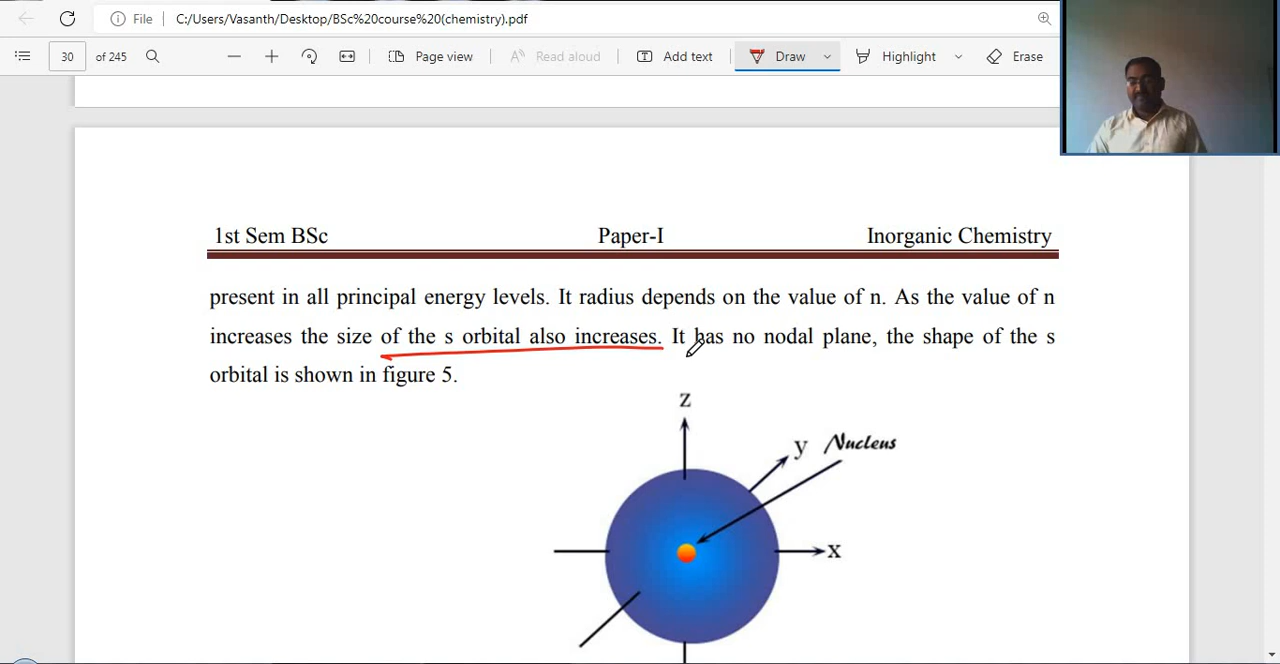 File C:/Users/Vasanth/Desktop/BSc%20course%20(chemistry).pdf
30 of 245 Page view Read aloud Add text Draw Highlight Erase
1st Sem BSc Paper-I Inorganic Chemistry
present in all principal energy levels. It radius depends on the value of n. As the value of n
increases the size of the s orbital also increases. It has no nodal plane, the shape of the s
orbital is shown in figure 5.
z
y Nucleus
x